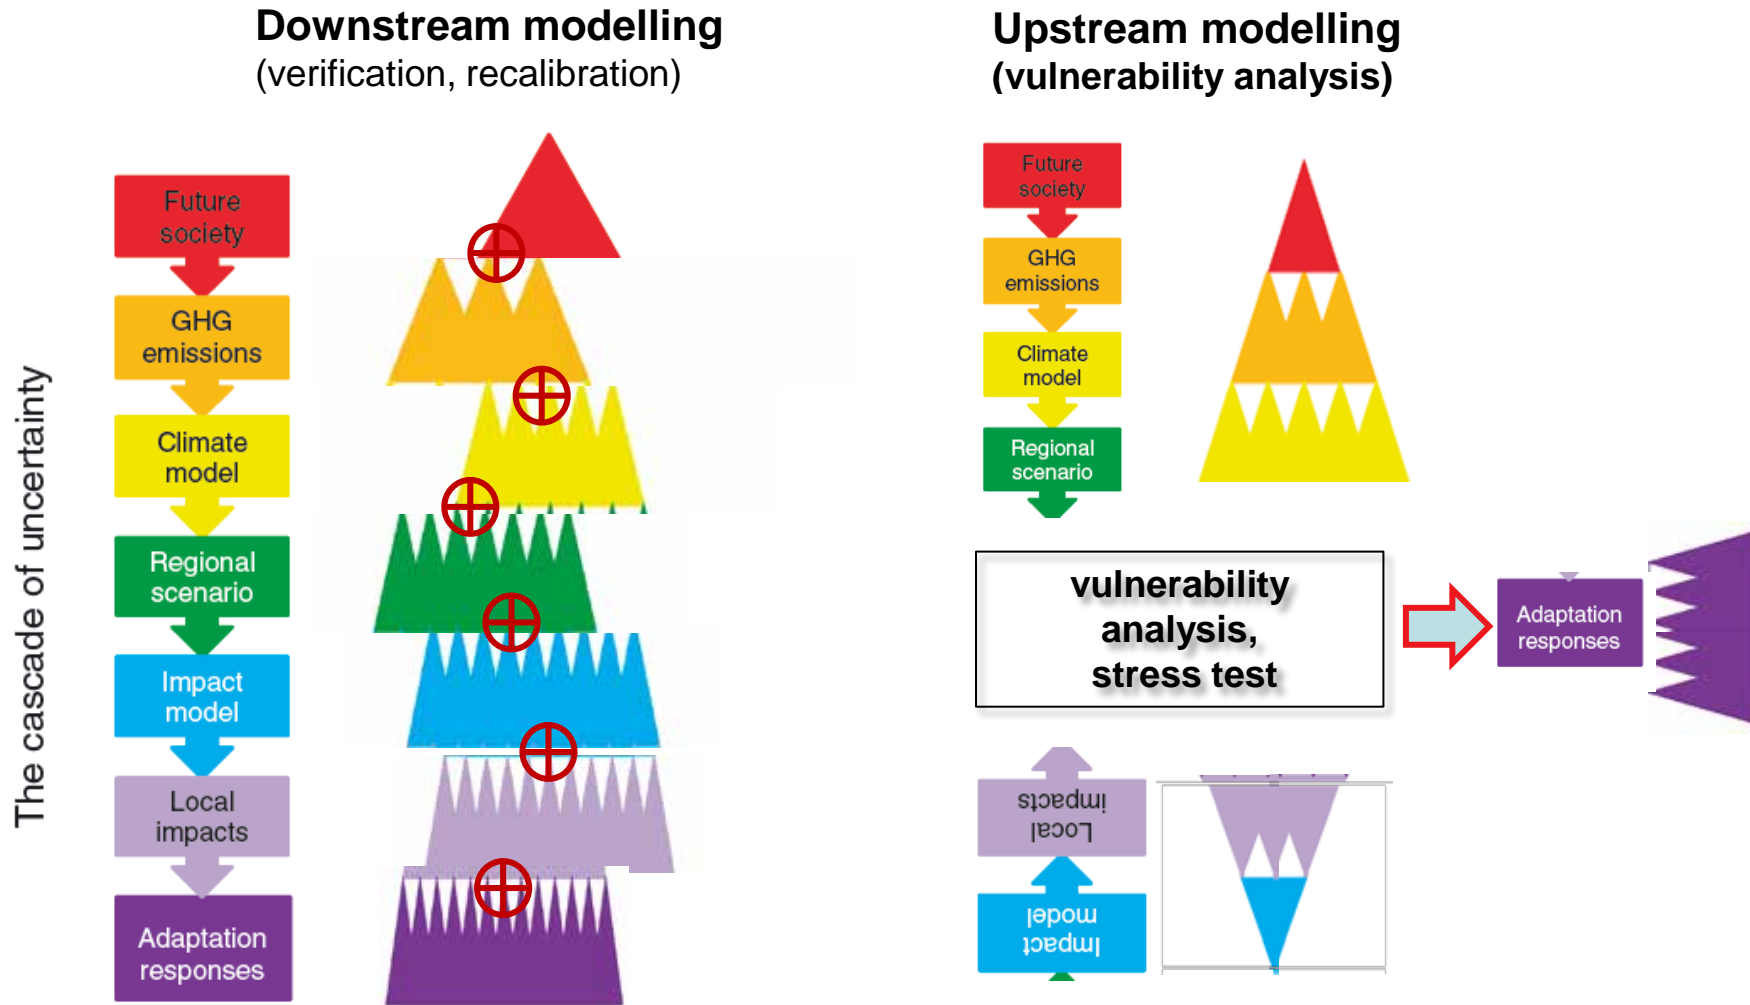 Downstream modelling
(verification, recalibration)
The cascade of uncertainty
Future
society
GHG
emissions
Climate
model
Regional
scenario
Impact
model
Local
impacts
Adaptation
responses
Upstream modelling
(vulnerability analysis)
Future
society
GHG
emissions
Climate
model
Regional
scenario
vulnerability
analysis,
stress test
Adaptation
responses
Local
impacts
Impact
model